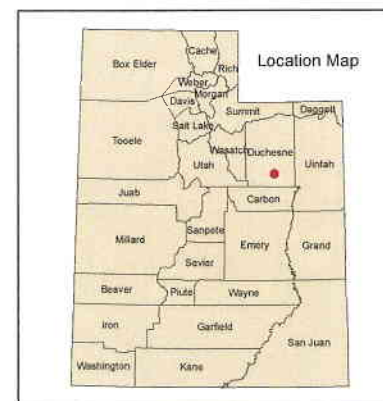 Location Map
Cache
Box Elder
Rich
Weber
Morgan
Davis
Summit
Daggett
Salt Lake
Tooele
Wasatch
Duchesne
Utah
Uintah
Juab
Carbon
Sanpete
Millard
Emery
Grand
Sevier
Beaver
Piute
Wayne
Iron
Garfield
San Juan
Washington
Kane